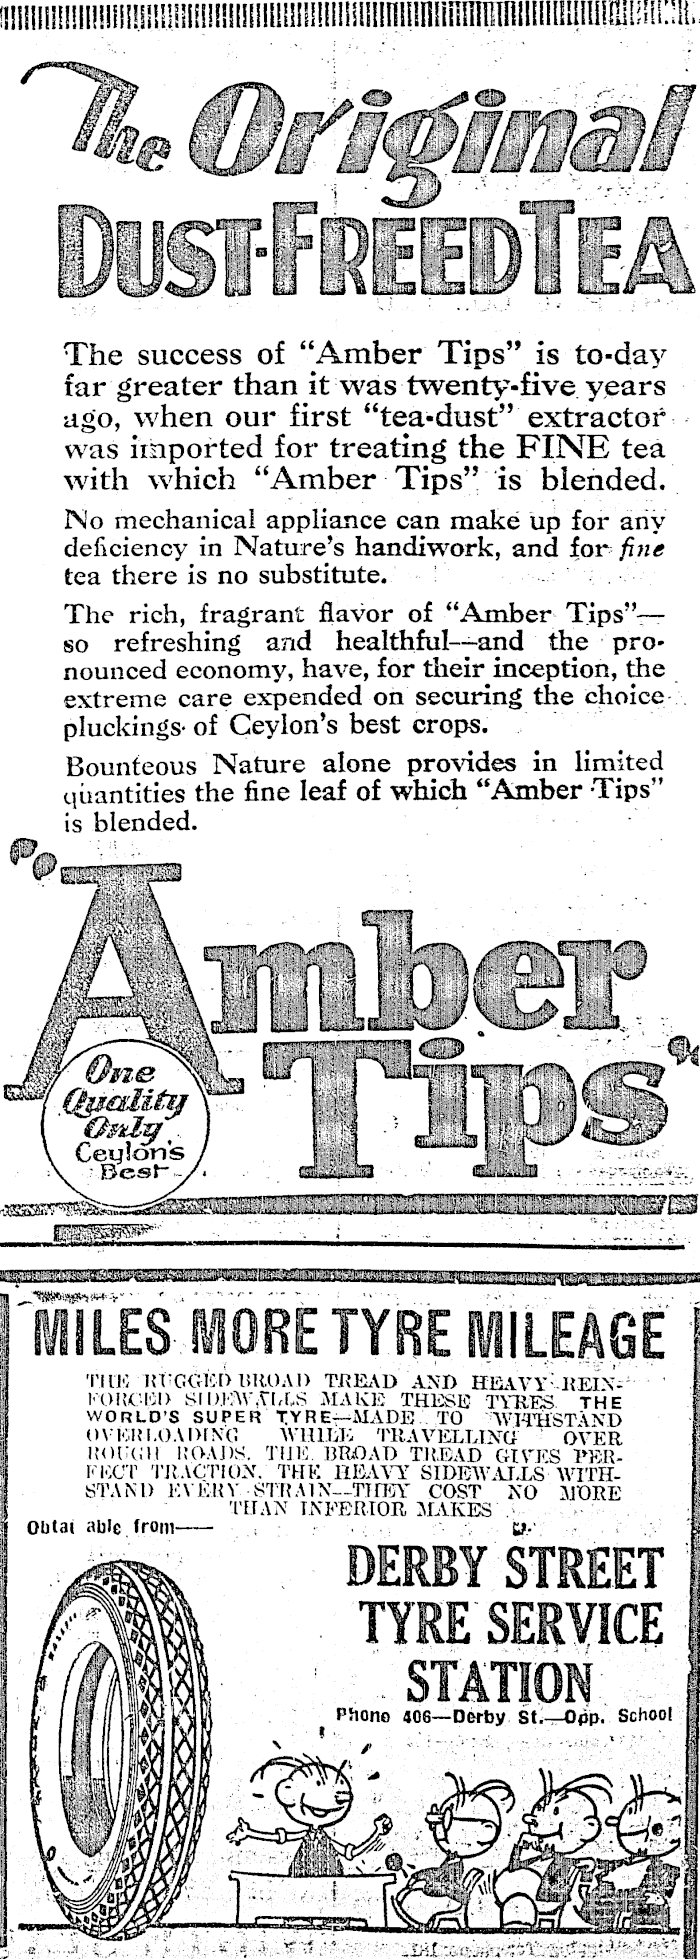 The Original
DUST-FREED TEA
The success of "Amber Tips" is to-day
far greater than it was twenty-five years
ago, when our first "tea-dust" extractor
was imported for treating the FINE tea
with which "Amber Tips" is blended.
No mechanical appliance can make up for any
deficiency in Nature's handiwork, and for fine
tea there is no substitute.
The rich, fragrant flavor of "Amber Tips"—
so refreshing and healthful—and the pro-
nounced economy, have, for their inception, the
extreme care expended on securing the choice
pluckings of Ceylon's best crops.
Bounteous Nature alone provides in limited
quantities the fine leaf of which "Amber Tips"
is blended.
"Amber
Tips"
One
Quality
Only
Ceylon's
Best
MILES MORE TYRE MILEAGE
THE RUGGED BROAD TREAD AND HEAVY REIN-
FORCED SIDEWALLS MAKE THESE TYRES THE
WORLD'S SUPER TYRE—MADE TO WITHSTAND
OVERLOADING WHILE TRAVELLING OVER
ROUGH ROADS. THE BROAD TREAD GIVES PER-
FECT TRACTION. THE HEAVY SIDEWALLS WITH-
STAND EVERY STRAIN—THEY COST NO MORE
THAN INFERIOR MAKES
Obtai able from—
DERBY STREET
TYRE SERVICE
STATION
Phone 406—Derby St.—Opp. School